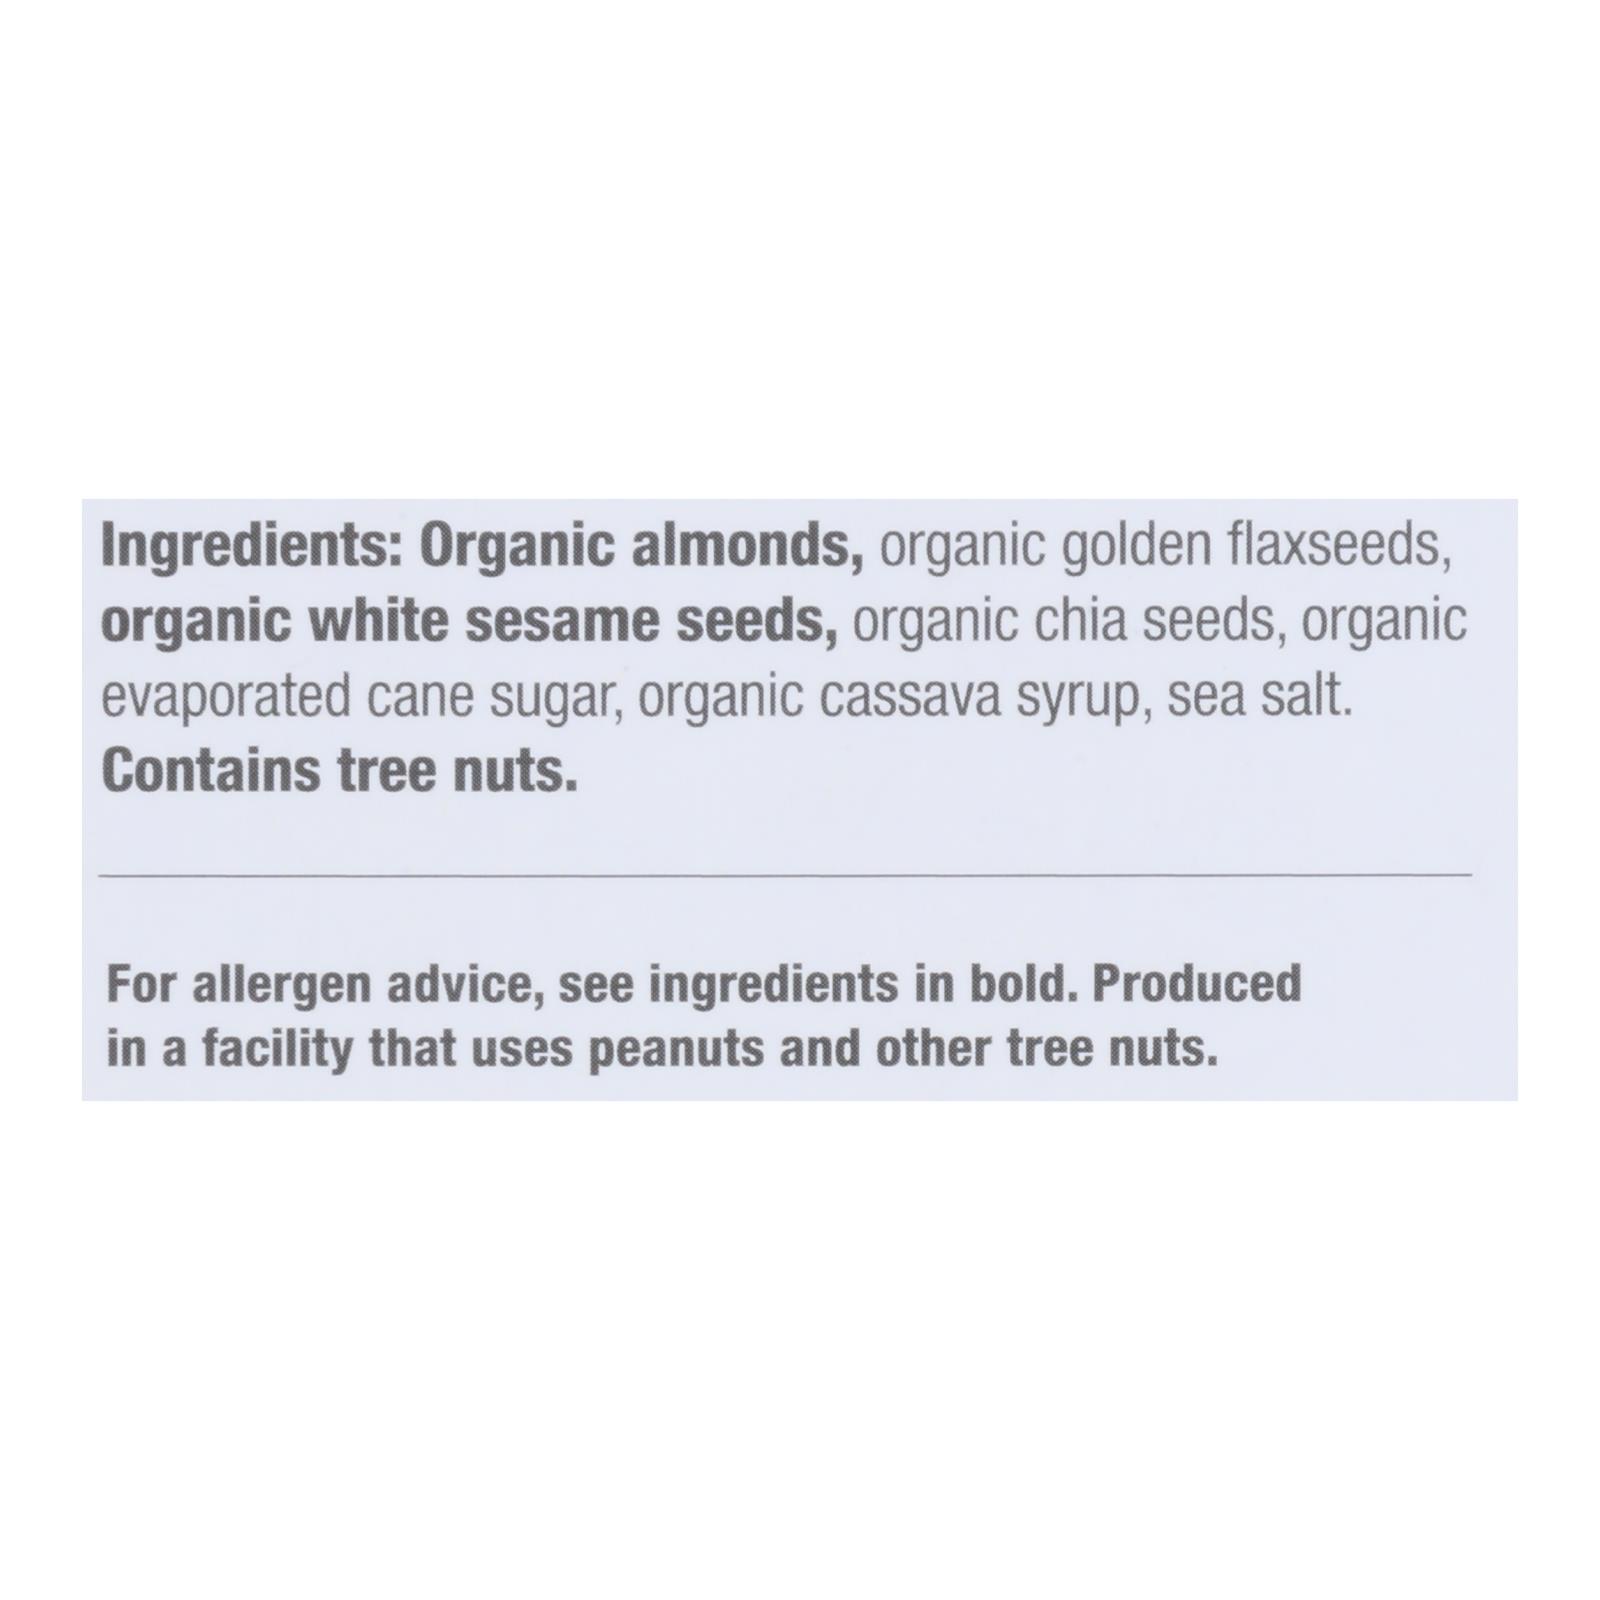 Ingredients: Organic almonds, organic golden flaxseeds,
organic white sesame seeds, organic chia seeds, organic
evaporated cane sugar, organic cassava syrup, sea salt.
Contains tree nuts.
For allergen advice, see ingredients in bold. Produced
in a facility that uses peanuts and other tree nuts.